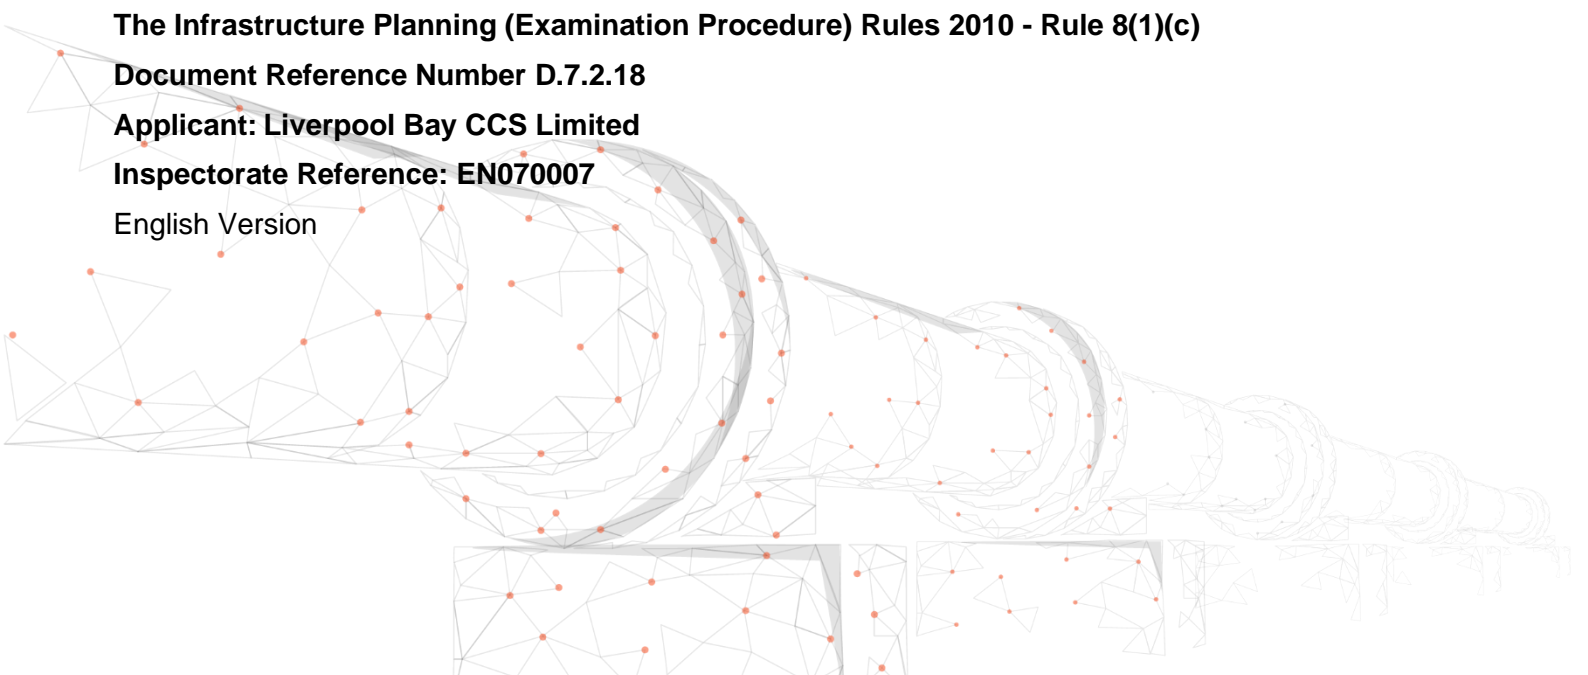 The Infrastructure Planning (Examination Procedure) Rules 2010 - Rule 8(1)(c)
Document Reference Number D.7.2.18
Applicant: Liverpool Bay CCS Limited
Inspectorate Reference: EN070007
English Version